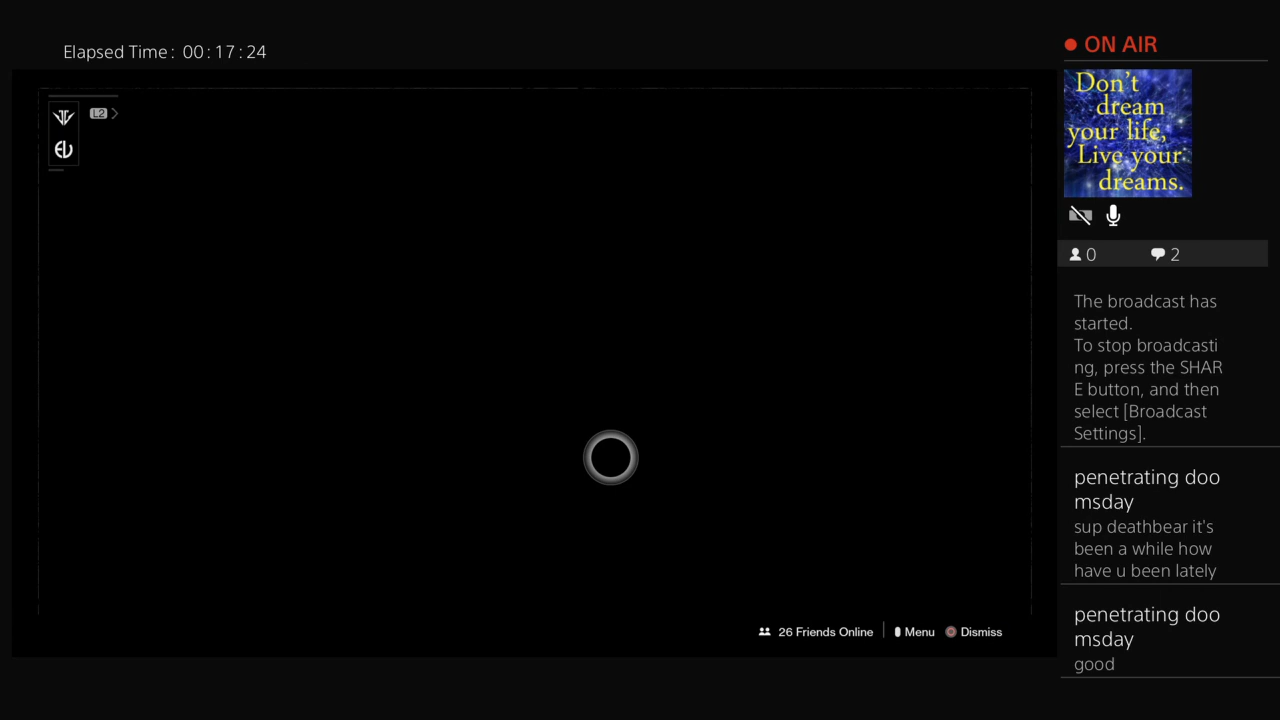 Elapsed Time: 00:17:24
L2
26 Friends Online
Menu
Dismiss
ON AIR
Don't
dream
your life,
Live your
dreams.
0
2
The broadcast has
started.
To stop broadcasti
ng, press the SHAR
E button, and then
select [Broadcast
Settings].
penetrating doo
msday
sup deathbear it's
been a while how
have u been lately
penetrating doo
msday
good